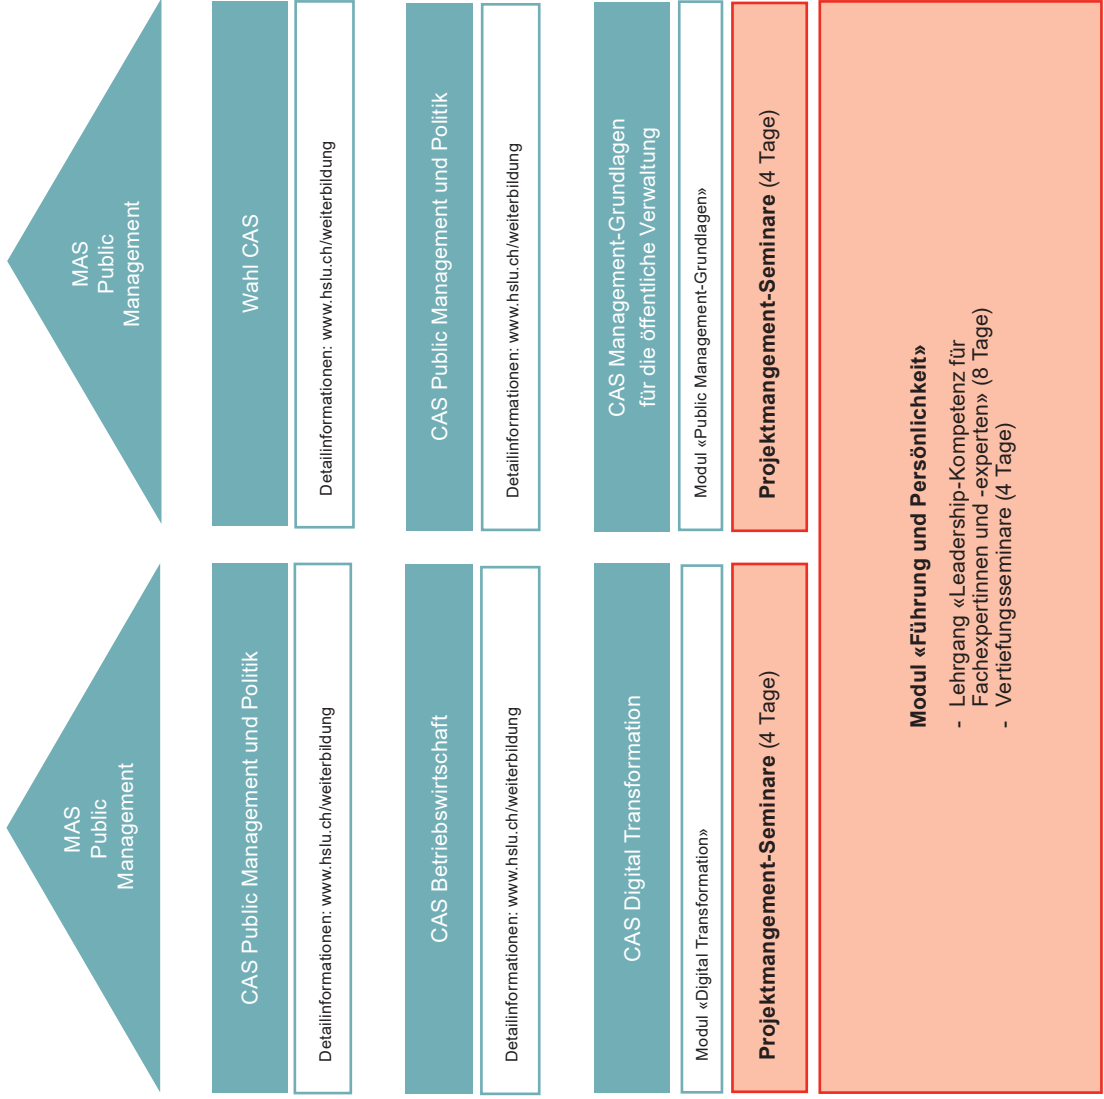 MAS
Public
Management
CAS Public Management und Politik
Detailinformationen: www.hslu.ch/weiterbildung
CAS Betriebswirtschaft
Detailinformationen: www.hslu.ch/weiterbildung
CAS Digital Transformation
Modul «Digital Transformation»
Projektmangement-Seminare (4 Tage)
MAS
Public
Management
Wahl CAS
Detailinformationen: www.hslu.ch/weiterbildung
CAS Public Management und Politik
Detailinformationen: www.hslu.ch/weiterbildung
CAS Management-Grundlagen
für die öffentliche Verwaltung
Modul «Public Management-Grundlagen»
Projektmangement-Seminare (4 Tage)
Modul «Führung und Persönlichkeit»
- Lehrgang «Leadership-Kompetenz für
Fachexpertinnen und -experten» (8 Tage)
- Vertiefungsseminare (4 Tage)